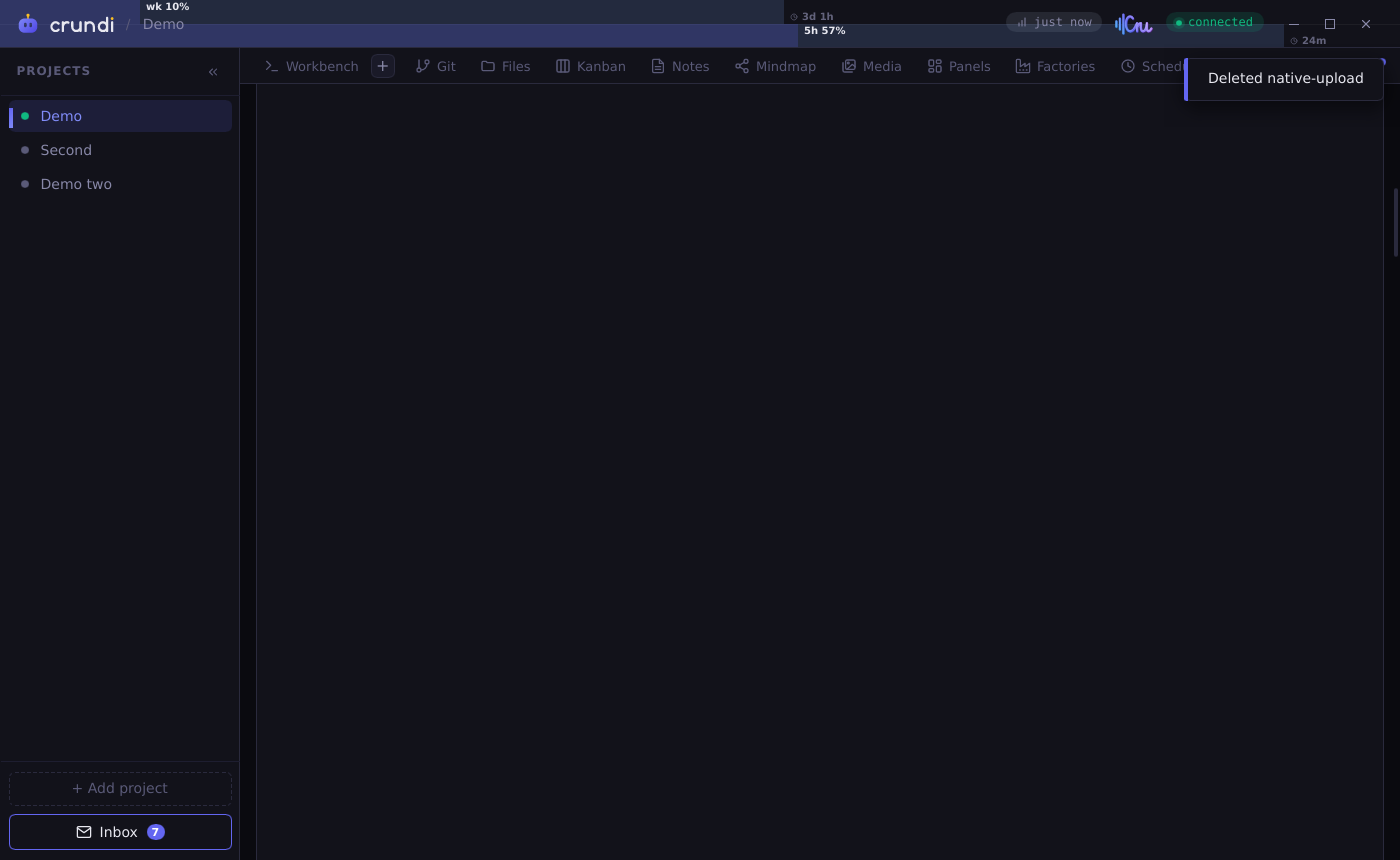 wk 10%
crundi / Demo
3d 1h
5h 57%
just now
Cru
connected
24m
PROJECTS
«
Workbench
+
Git
Files
Kanban
Notes
Mindmap
Media
Panels
Factories
Deleted native-upload
Demo
Second
Demo two
+ Add project
Inbox 7